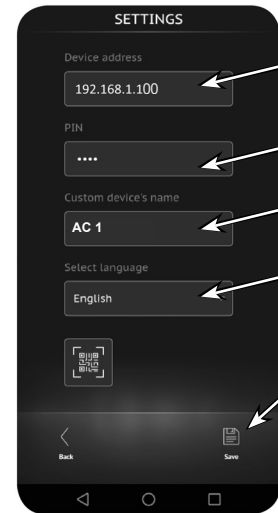 SETTINGS
Device address
192.168.1.100
PIN
••••
Custom device's name
AC 1
Select language
English
Back
Save